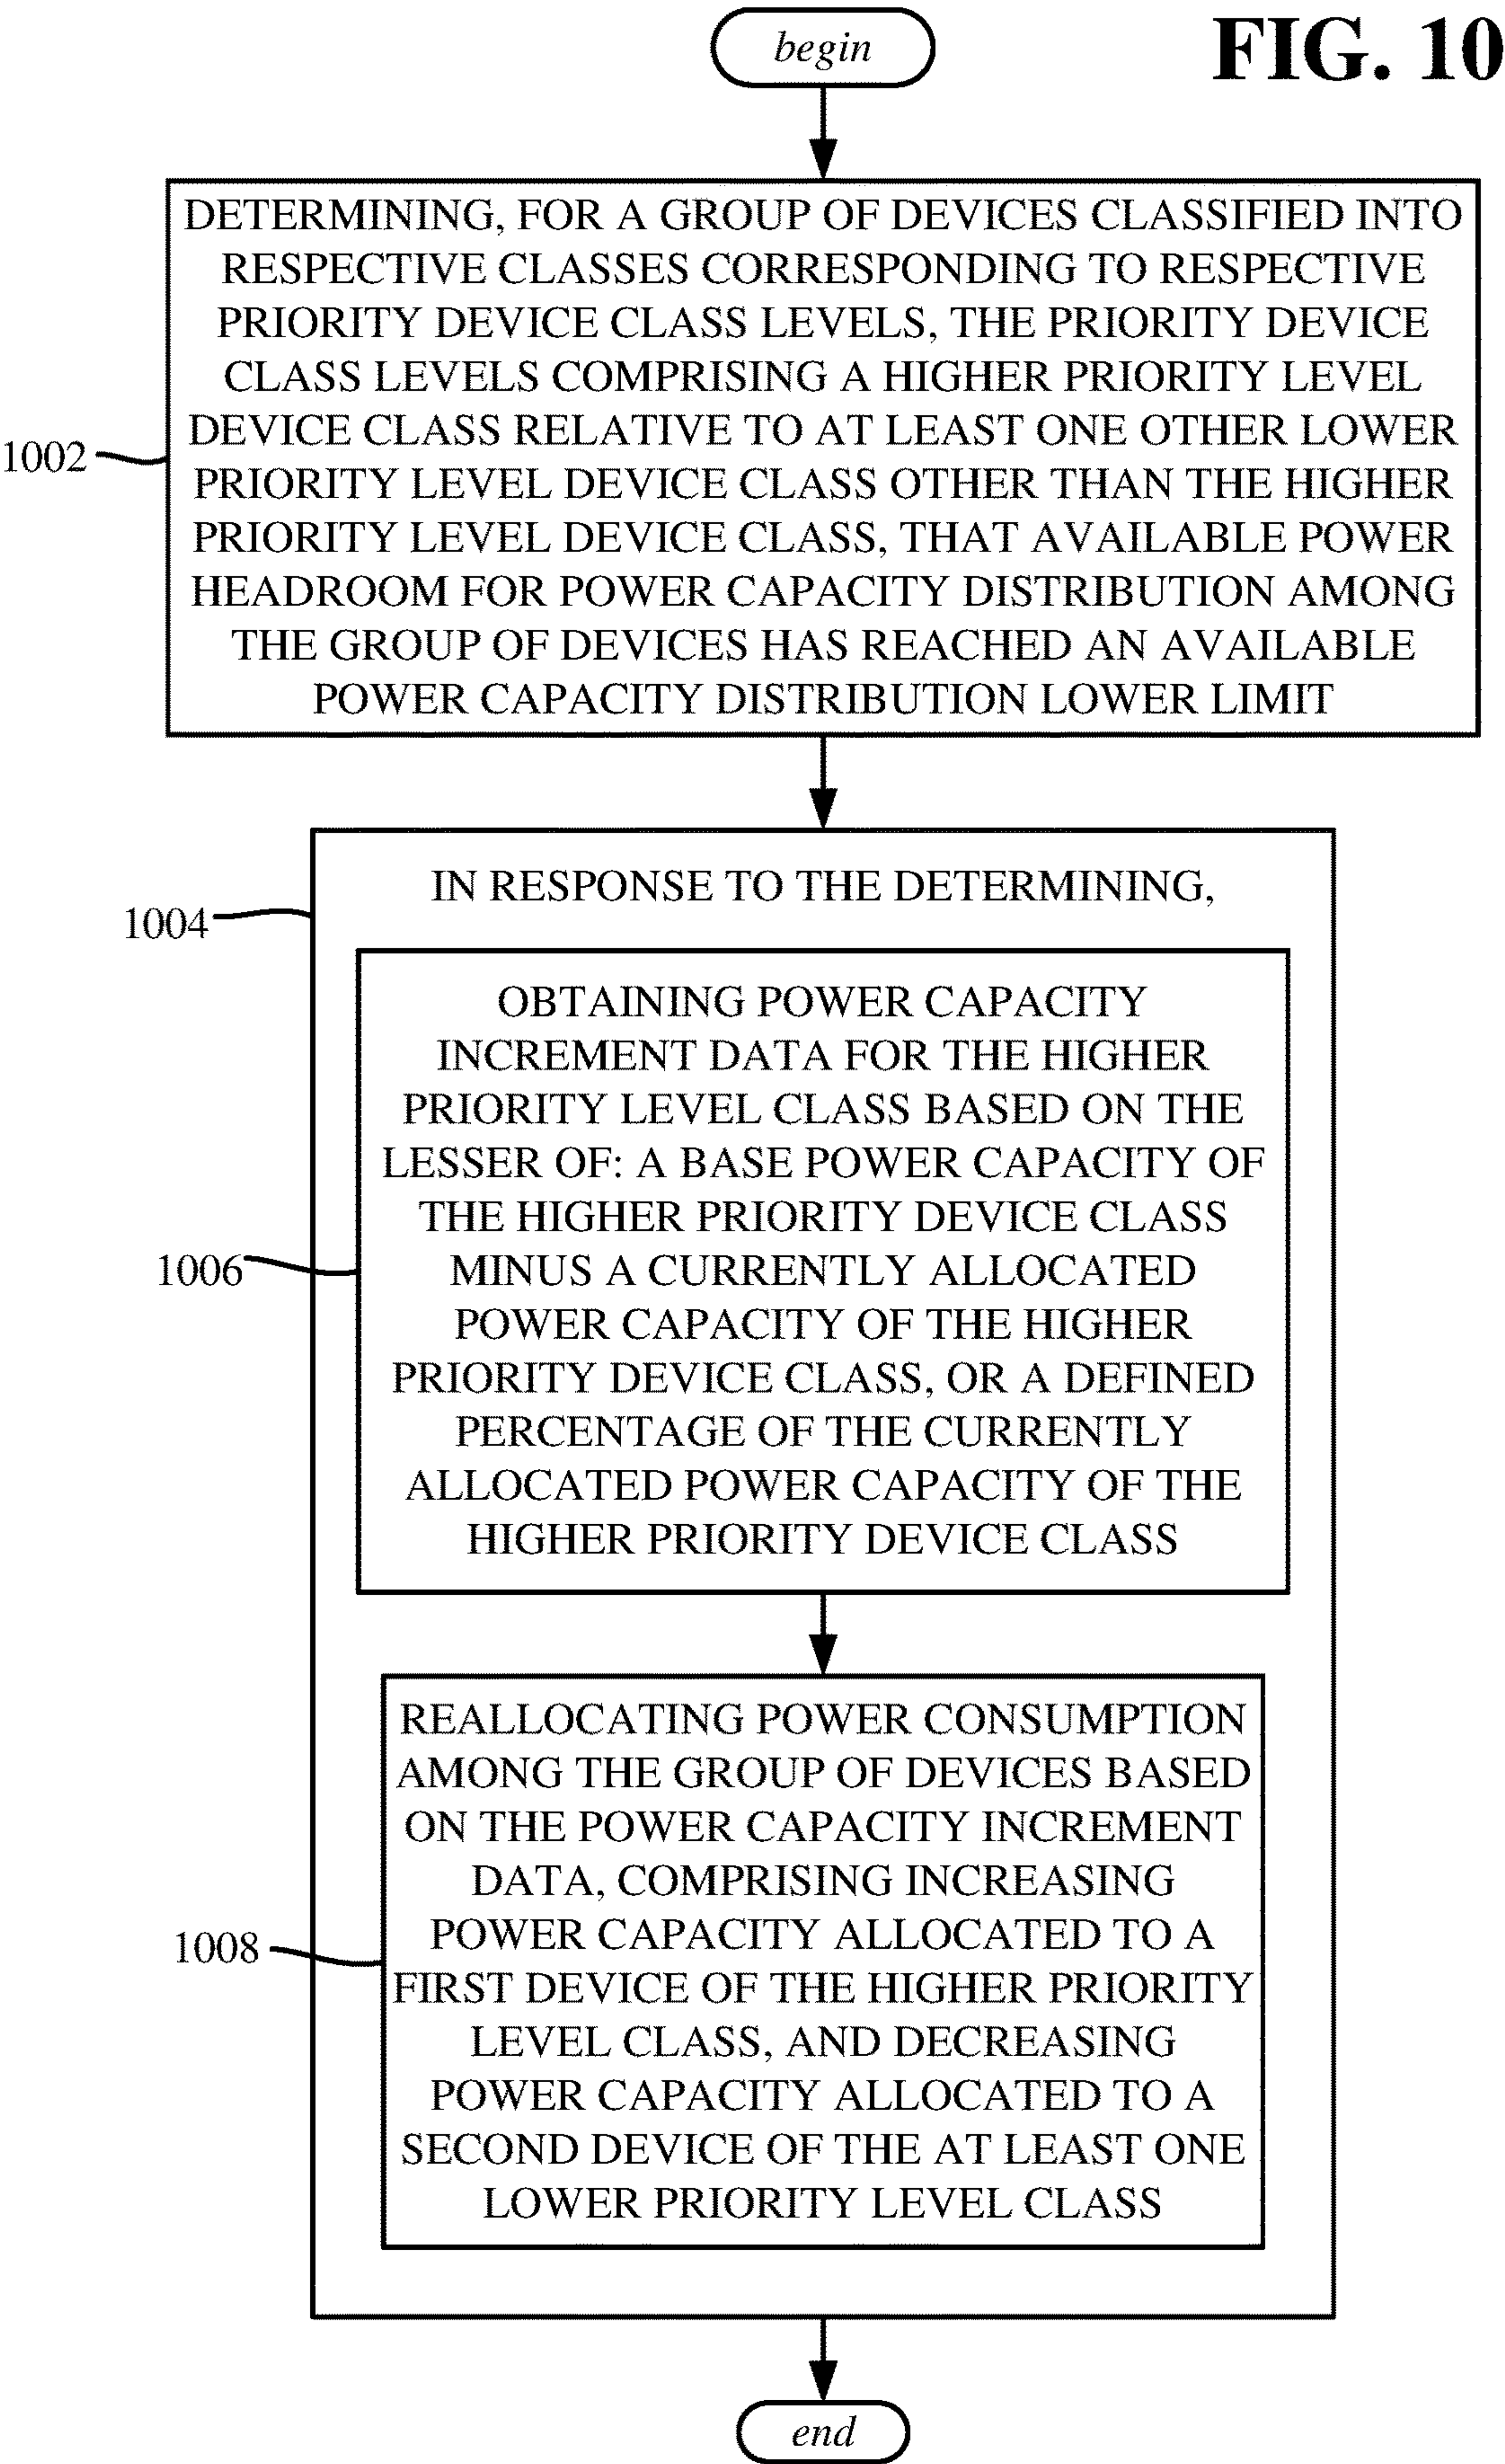 begin
FIG. 10
DETERMINING, FOR A GROUP OF DEVICES CLASSIFIED INTO
RESPECTIVE CLASSES CORRESPONDING TO RESPECTIVE
PRIORITY DEVICE CLASS LEVELS, THE PRIORITY DEVICE
CLASS LEVELS COMPRISING A HIGHER PRIORITY LEVEL
DEVICE CLASS RELATIVE TO AT LEAST ONE OTHER LOWER
PRIORITY LEVEL DEVICE CLASS OTHER THAN THE HIGHER
PRIORITY LEVEL DEVICE CLASS, THAT AVAILABLE POWER
HEADROOM FOR POWER CAPACITY DISTRIBUTION AMONG
THE GROUP OF DEVICES HAS REACHED AN AVAILABLE
POWER CAPACITY DISTRIBUTION LOWER LIMIT
1002
IN RESPONSE TO THE DETERMINING,
1004
OBTAINING POWER CAPACITY
INCREMENT DATA FOR THE HIGHER
PRIORITY LEVEL CLASS BASED ON THE
LESSER OF: A BASE POWER CAPACITY OF
THE HIGHER PRIORITY DEVICE CLASS
MINUS A CURRENTLY ALLOCATED
POWER CAPACITY OF THE HIGHER
PRIORITY DEVICE CLASS, OR A DEFINED
PERCENTAGE OF THE CURRENTLY
ALLOCATED POWER CAPACITY OF THE
HIGHER PRIORITY DEVICE CLASS
1006
REALLOCATING POWER CONSUMPTION
AMONG THE GROUP OF DEVICES BASED
ON THE POWER CAPACITY INCREMENT
DATA, COMPRISING INCREASING
POWER CAPACITY ALLOCATED TO A
FIRST DEVICE OF THE HIGHER PRIORITY
LEVEL CLASS, AND DECREASING
POWER CAPACITY ALLOCATED TO A
SECOND DEVICE OF THE AT LEAST ONE
LOWER PRIORITY LEVEL CLASS
1008
end